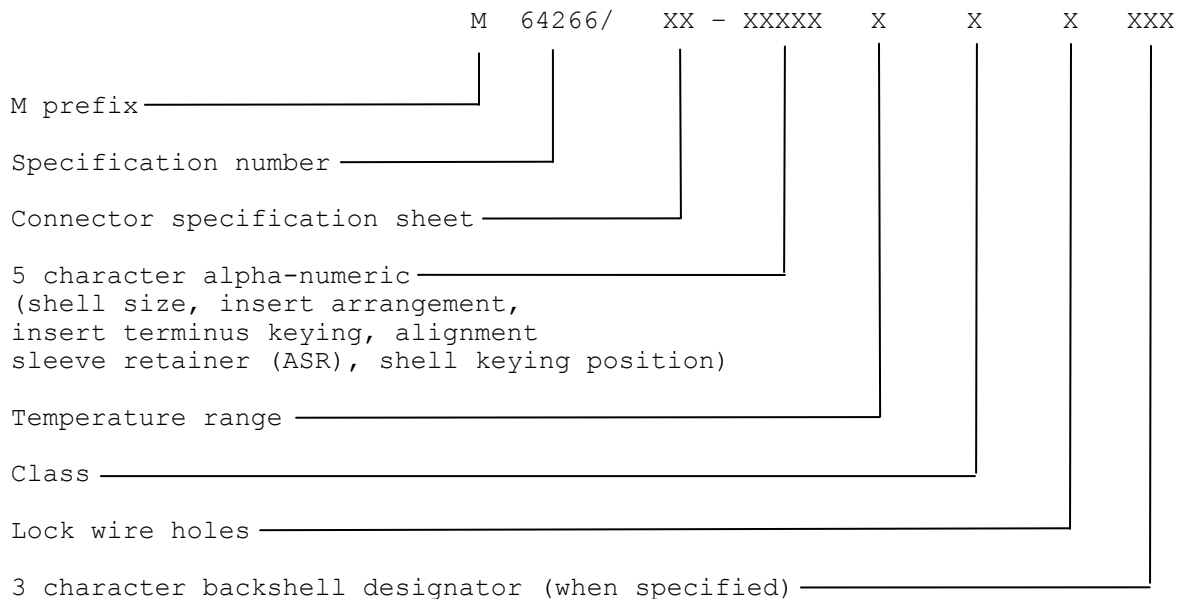 M 64266/ XX – XXXXX X X X XXX
M prefix
Specification number
Connector specification sheet
5 character alpha-numeric
(shell size, insert arrangement,
insert terminus keying, alignment
sleeve retainer (ASR), shell keying position)
Temperature range
Class
Lock wire holes
3 character backshell designator (when specified)